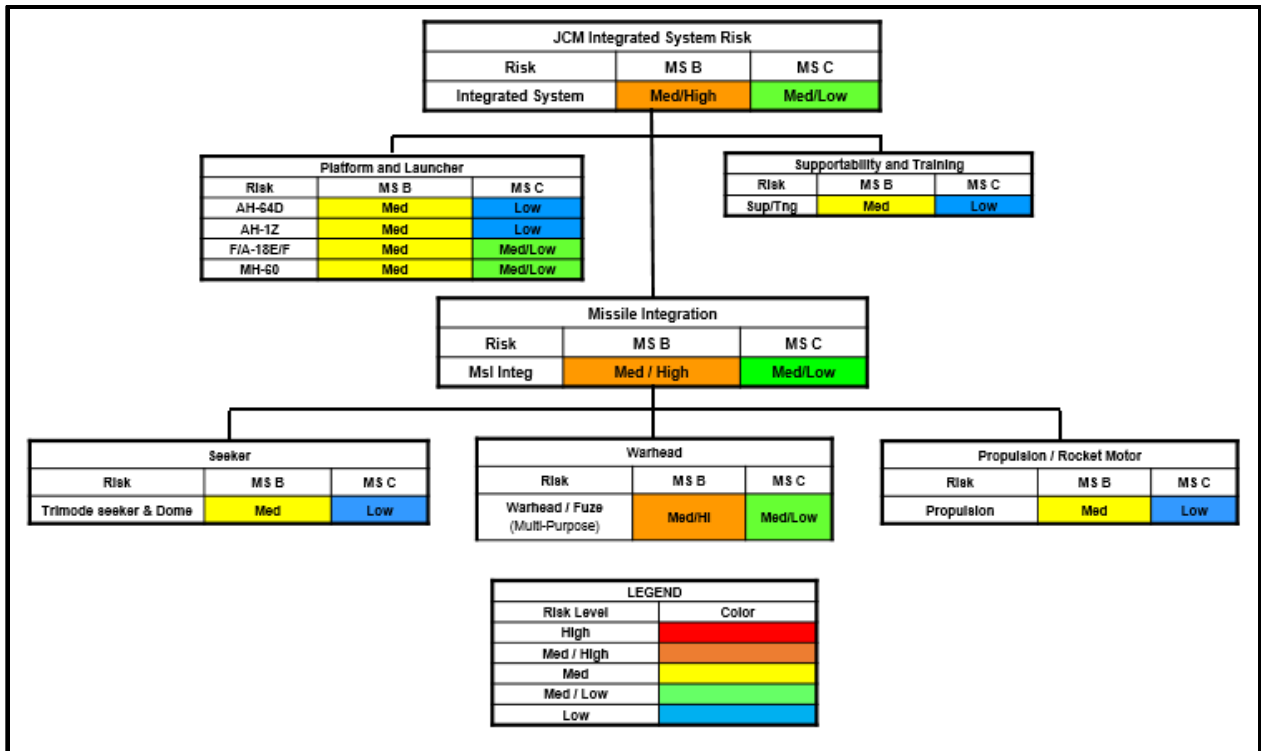 JCM Integrated System Risk
Risk MS B MS C
Integrated System Med/High Med/Low
Platform and Launcher
Risk MS B MS C
AH-64D Med Low
AH-1Z Med Low
F/A-18E/F Med Med/Low
MH-60 Med Med/Low
Supportability and Training
Risk MS B MS C
Sup/Tng Med Low
Missile Integration
Risk MS B MS C
Msl Integ Med / High Med/Low
Seeker
Risk MS B MS C
Trimode seeker & Dome Med Low
Warhead
Risk MS B MS C
Warhead / Fuze Med/Hi Med/Low
(Multi-Purpose)
Propulsion / Rocket Motor
Risk MS B MS C
Propulsion Med Low
LEGEND
Risk Level Color
High
Med / High
Med
Med / Low
Low